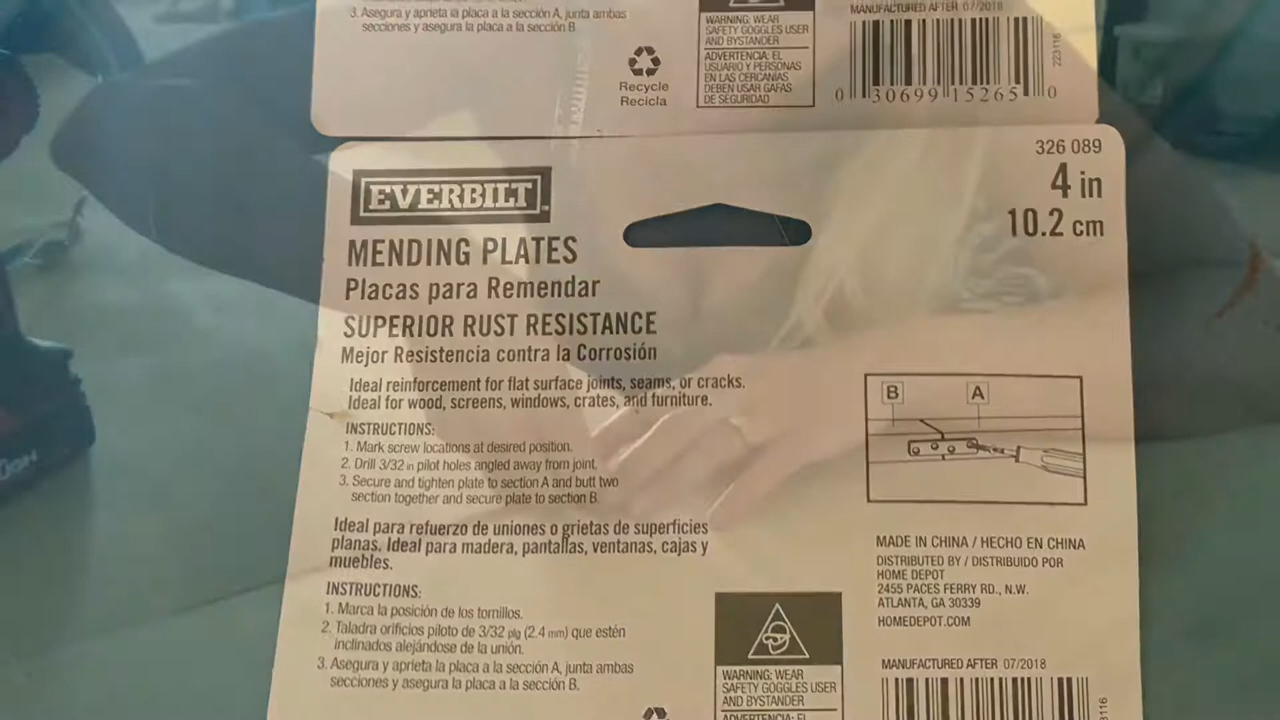 3. Asegura y aprieta la placa a la sección A, junta ambas
secciones y asegura la placa a la sección B
Recycle
Recicla
WARNING: WEAR
SAFETY GOGGLES USER
AND BYSTANDER
ADVERTENCIA: EL
USUARIO Y PERSONAS
EN LAS CERCANÍAS
DEBEN USAR GAFAS
DE SEGURIDAD
MANUFACTURED AFTER 07/2018
223116
0 30699 15265 0
EVERBILT
326 089
4 in
10.2 cm
MENDING PLATES
Placas para Remendar
SUPERIOR RUST RESISTANCE
Mejor Resistencia contra la Corrosión
Ideal reinforcement for flat surface joints, seams, or cracks.
Ideal for wood, screens, windows, crates, and furniture.
INSTRUCTIONS:
1. Mark screw locations at desired position.
2. Drill 3/32 in pilot holes angled away from joint.
3. Secure and tighten plate to section A and butt two
section together and secure plate to section B.
B A
Ideal para refuerzo de uniones o grietas de superficies
planas. Ideal para madera, pantallas, ventanas, cajas y
muebles.
INSTRUCTIONS:
1. Marca la posición de los tornillos.
2. Taladra orificios piloto de 3/32 plg (2.4 mm) que estén
inclinados alejándose de la unión.
3. Asegura y aprieta la placa a la sección A, junta ambas
secciones y asegura la placa a la sección B.
MADE IN CHINA / HECHO EN CHINA
DISTRIBUTED BY / DISTRIBUIDO POR
HOME DEPOT
2455 PACES FERRY RD., N.W.
ATLANTA, GA 30339
HOMEDEPOT.COM
WARNING: WEAR
SAFETY GOGGLES USER
AND BYSTANDER
ADVERTENCIA: EL
MANUFACTURED AFTER 07/2018